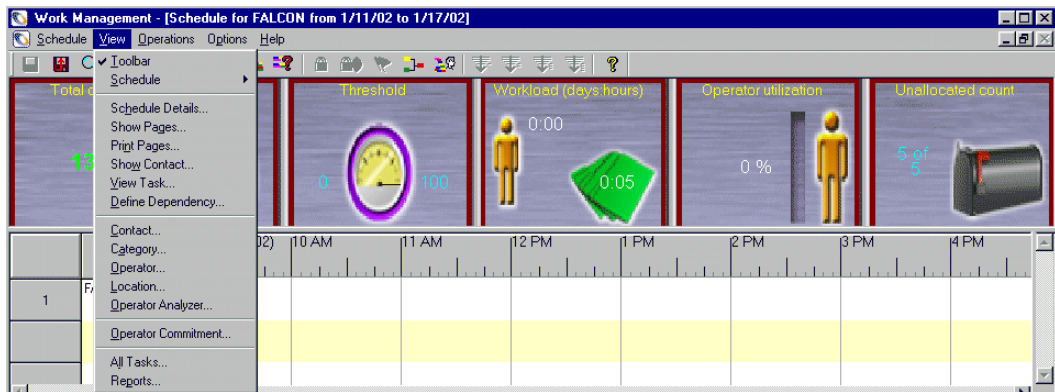 Work Management - [Schedule for FALCON from 1/11/02 to 1/17/02]
Schedule View Operations Options Help
Toolbar
Schedule
Schedule Details...
Show Pages...
Print Pages...
Show Contact...
View Task...
Define Dependency...
Contact...
Category...
Operator...
Location...
Operator Analyzer...
Operator Commitment...
All Tasks...
Reports...
Total
13
Threshold
0 100
Workload (days:hours)
0:00
0:05
Operator utilization
0 %
Unallocated count
5 of
5
02) 10 AM 11 AM 12 PM 1 PM 2 PM 3 PM 4 PM
1